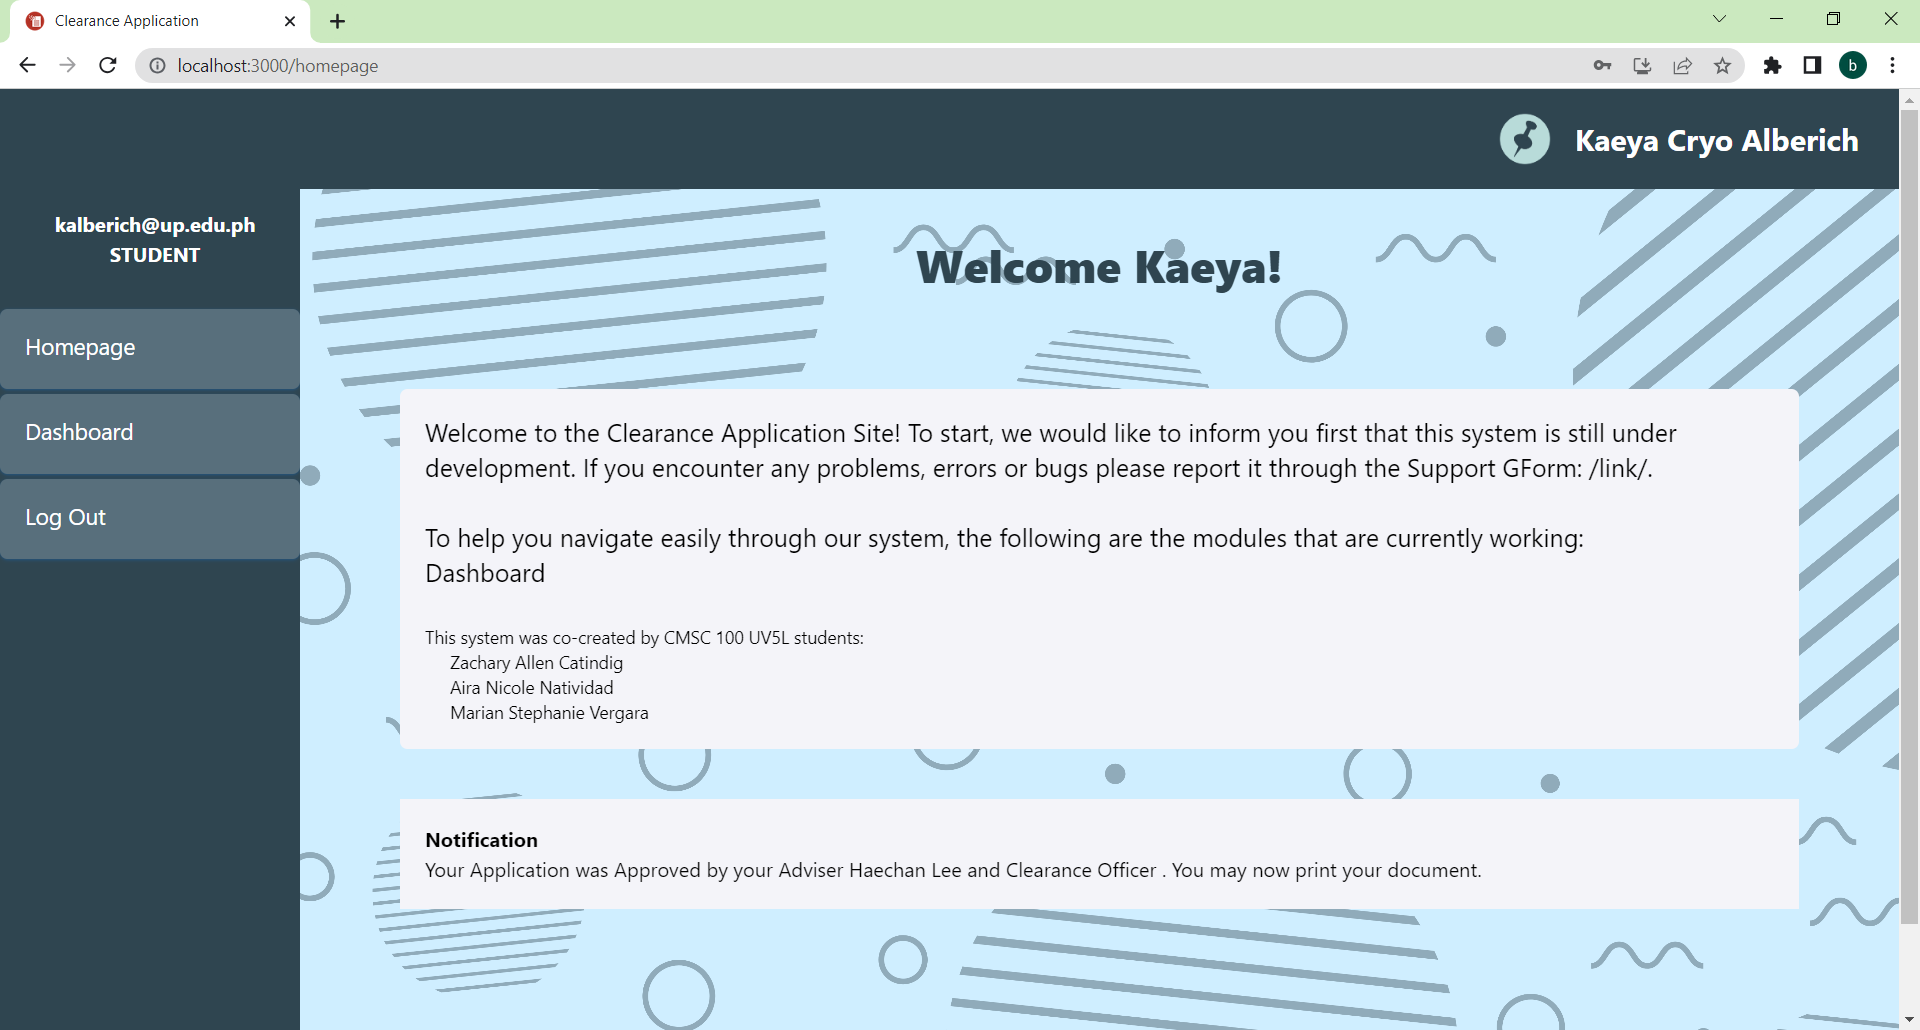 Clearance Application
localhost:3000/homepage
b
Kaeya Cryo Alberich
kalberich@up.edu.ph
STUDENT
Homepage
Dashboard
Log Out
Welcome Kaeya!
Welcome to the Clearance Application Site! To start, we would like to inform you first that this system is still under
development. If you encounter any problems, errors or bugs please report it through the Support GForm: /link/.
To help you navigate easily through our system, the following are the modules that are currently working:
Dashboard
This system was co-created by CMSC 100 UV5L students:
Zachary Allen Catindig
Aira Nicole Natividad
Marian Stephanie Vergara
Notification
Your Application was Approved by your Adviser Haechan Lee and Clearance Officer . You may now print your document.